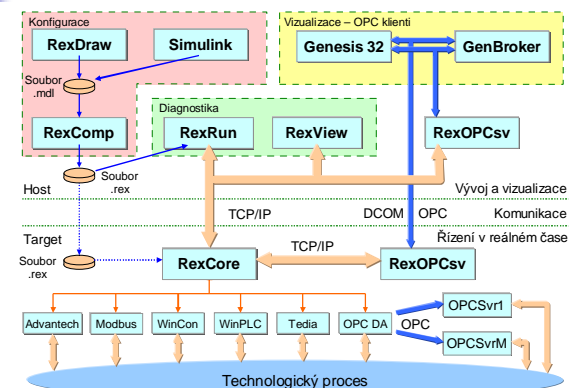 Konfigurace
Vizualizace – OPC klienti
RexDraw
Simulink
Genesis 32
GenBroker
Soubor
.mdl
Diagnostika
RexComp
RexRun
RexView
RexOPCsv
Soubor
.rex
Host
Vývoj a vizualizace
TCP/IP
DCOM
OPC
Komunikace
Target
Řízení v reálném čase
TCP/IP
Soubor
.rex
RexCore
RexOPCsv
Advantech
Modbus
WinCon
WinPLC
Tedia
OPC DA
OPC
OPCSvr1
OPCSvrM
Technologický proces